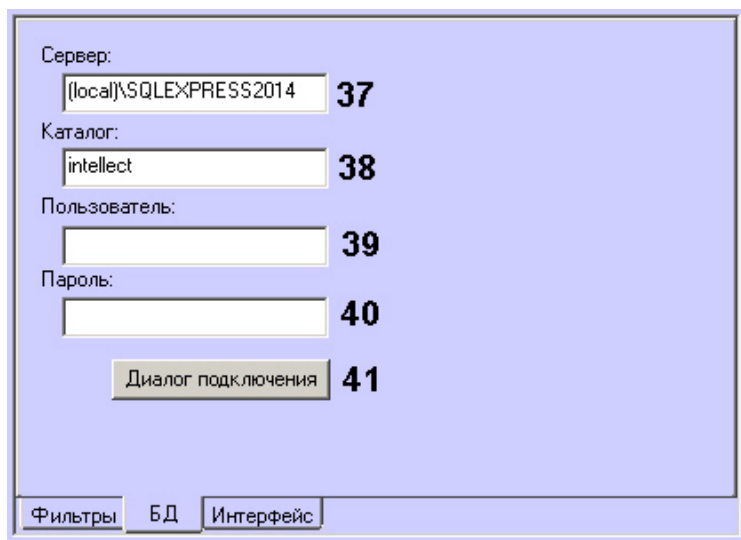 Сервер:
(local)\SQLEXPRESS2014 37
Каталог:
intellect 38
Пользователь:
39
Пароль:
40
Диалог подключения 41
Фильтры БД Интерфейс